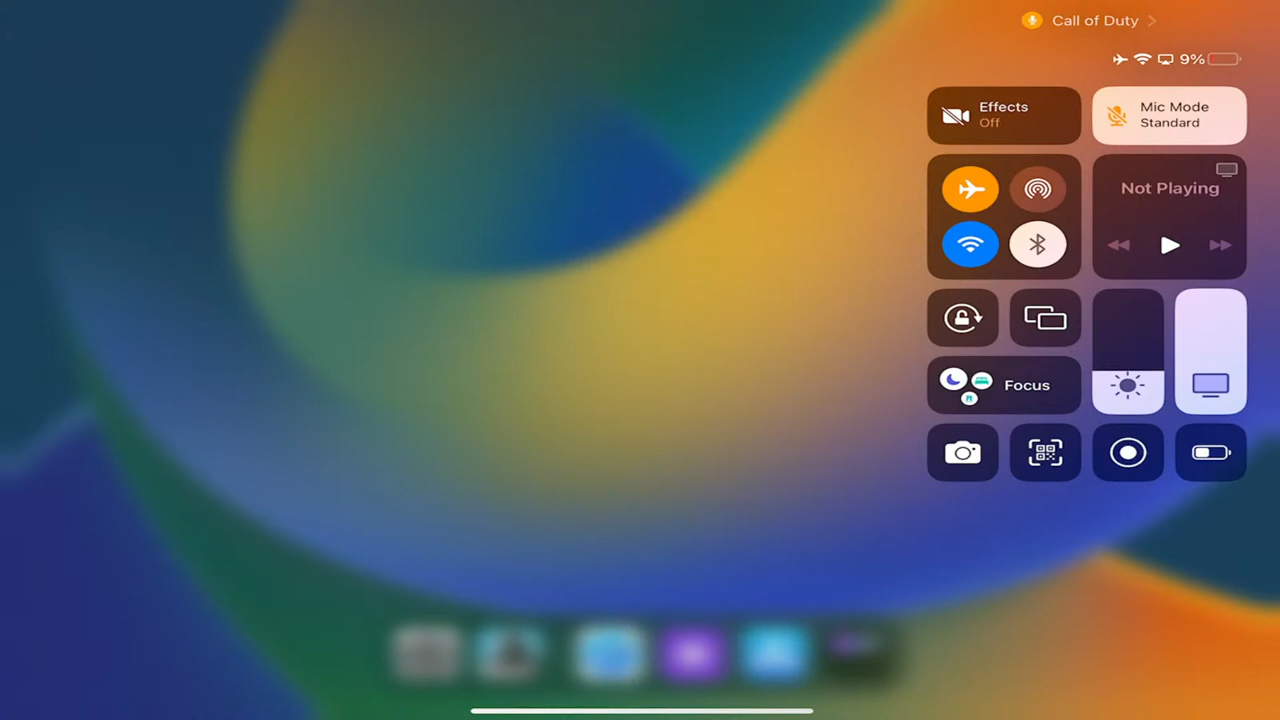 Call of Duty
9%
Effects
Off
Mic Mode
Standard
Not Playing
Focus